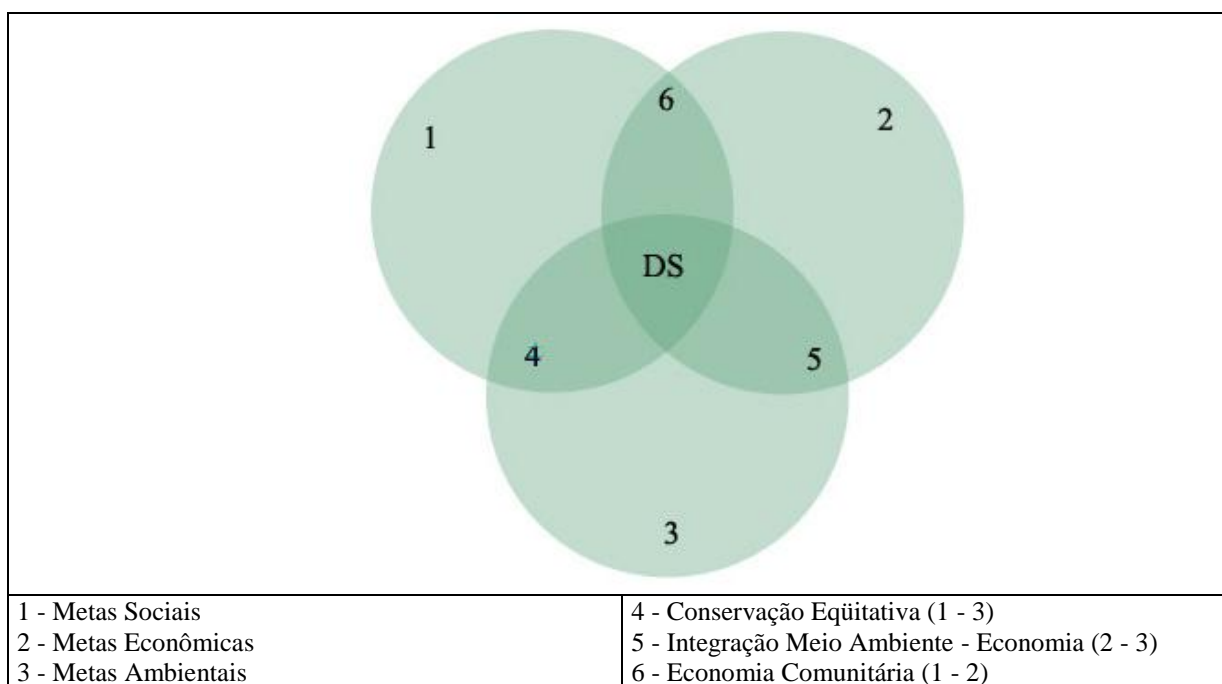 6
2
1
DS
4
5
3
1 - Metas Sociais
2 - Metas Econômicas
3 - Metas Ambientais
4 - Conservação Eqüitativa (1 - 3)
5 - Integração Meio Ambiente - Economia (2 - 3)
6 - Economia Comunitária (1 - 2)